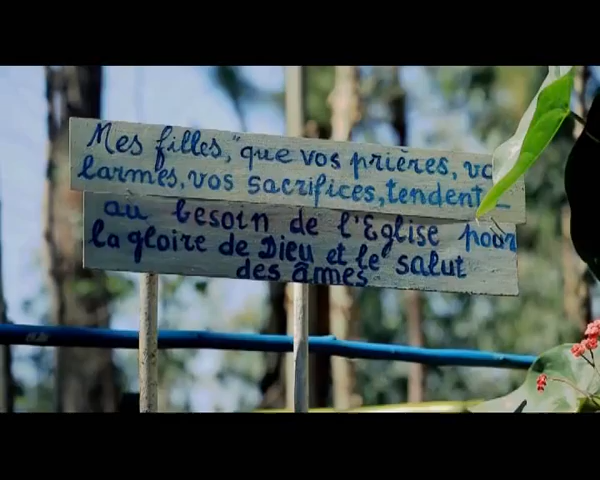 Mes filles, "que vos prières,
larmes, vos sacrifices, tendent
au besoin de l'Eglise pour
la gloire de Dieu et le salut
des âmes